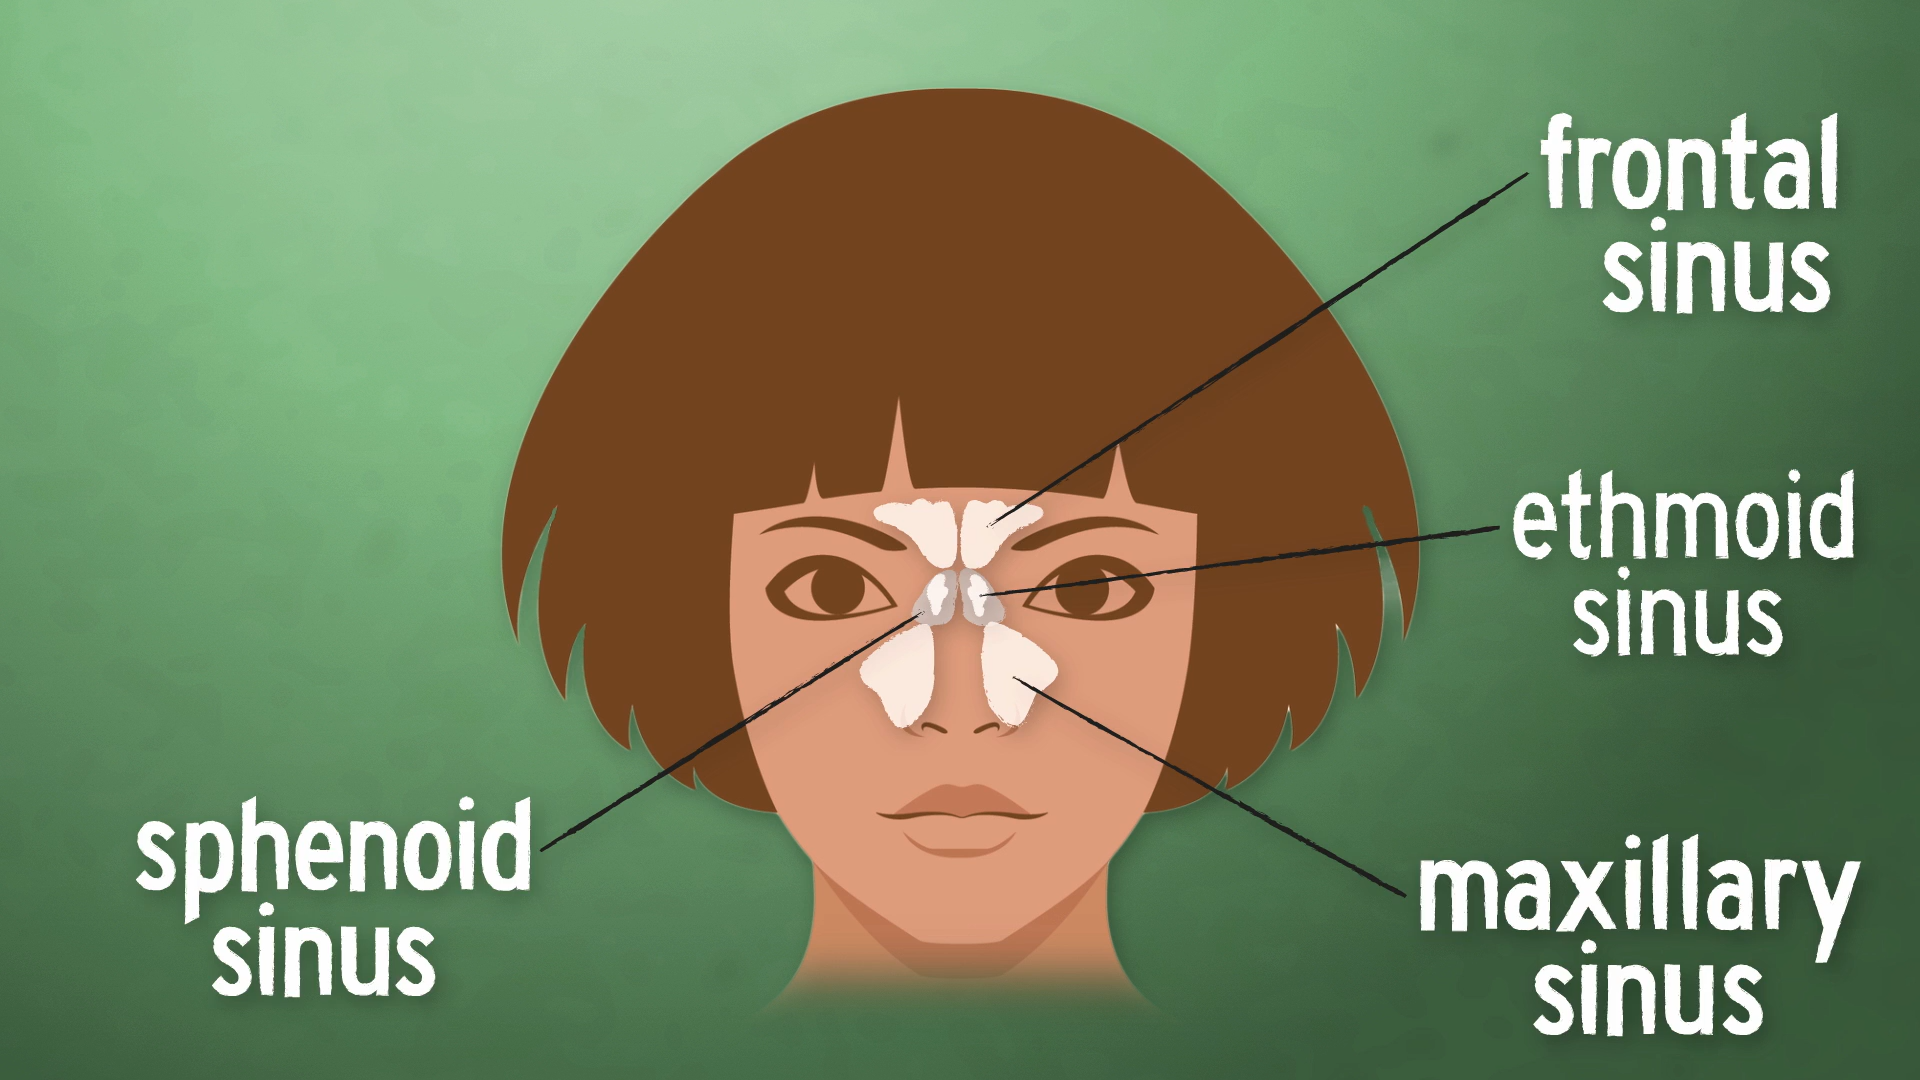 frontal
sinus
ethmoid
sinus
sphenoid
sinus
maxillary
sinus